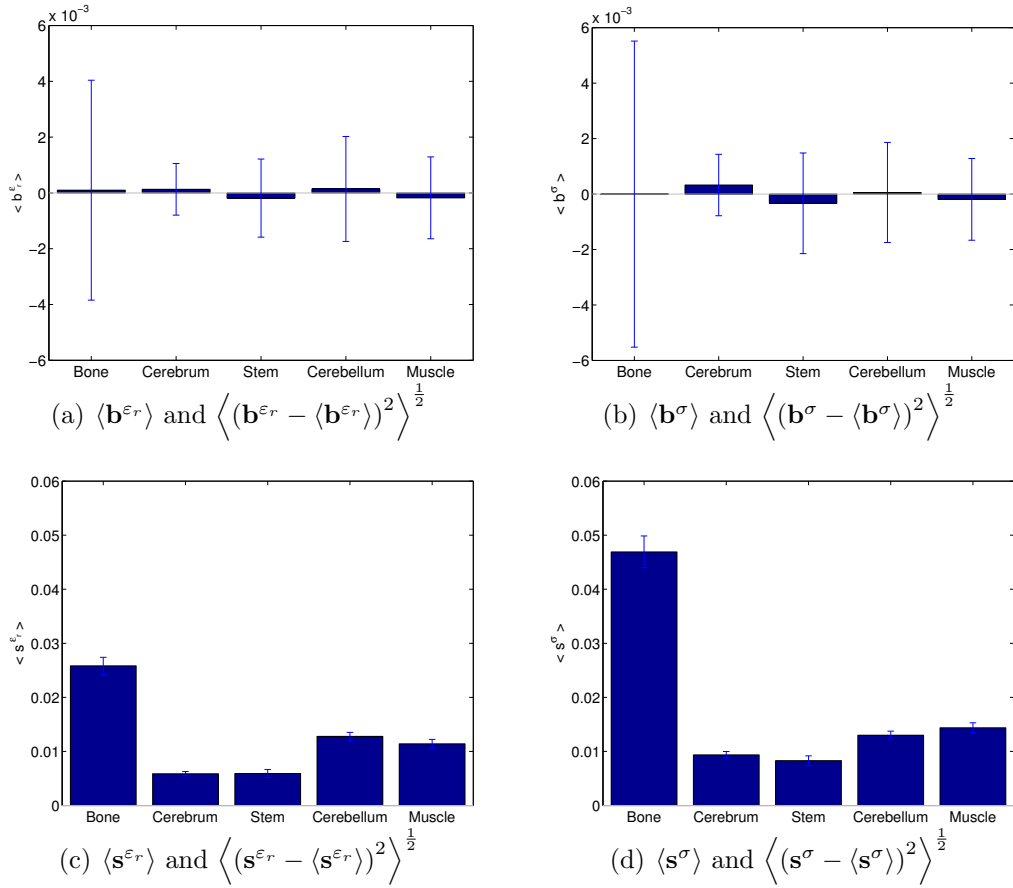 x 10⁻³
6
4
2
0
−2
−4
−6
< b^{ε_r} >
Bone Cerebrum Stem Cerebellum Muscle
(a) ⟨b^{ε_r}⟩ and ⟨(b^{ε_r} − ⟨b^{ε_r}⟩)²⟩^{1/2}
x 10⁻³
6
4
2
0
−2
−4
−6
< b^σ >
Bone Cerebrum Stem Cerebellum Muscle
(b) ⟨b^σ⟩ and ⟨(b^σ − ⟨b^σ⟩)²⟩^{1/2}
0.06
0.05
0.04
0.03
0.02
0.01
0
< s^{ε_r} >
Bone Cerebrum Stem Cerebellum Muscle
(c) ⟨s^{ε_r}⟩ and ⟨(s^{ε_r} − ⟨s^{ε_r}⟩)²⟩^{1/2}
0.06
0.05
0.04
0.03
0.02
0.01
0
< s^σ >
Bone Cerebrum Stem Cerebellum Muscle
(d) ⟨s^σ⟩ and ⟨(s^σ − ⟨s^σ⟩)²⟩^{1/2}